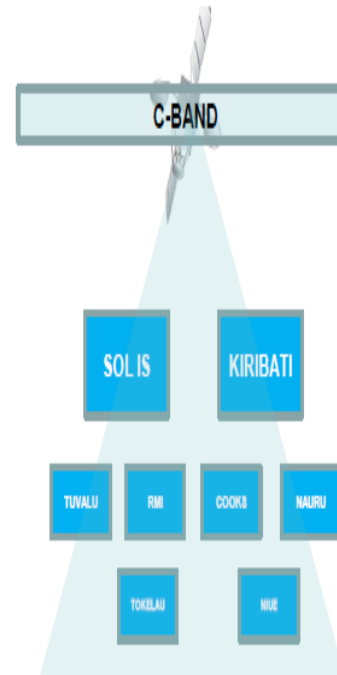 C-BAND
SOL IS
KIRIBATI
TUVALU
RMI
COOKS
NAURU
TOKELAU
NIUE